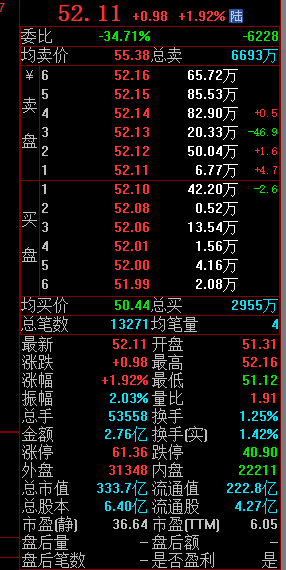 52.11 +0.98 +1.92% 陆
委比 -34.71% -6228
均卖价 55.38 总卖 6693万
¥ 6 52.16 65.72万
卖 5 52.15 85.53万
4 52.14 82.90万 +0.5
盘 3 52.13 20.33万 -46.9
2 52.12 50.04万 +1.6
1 52.11 6.77万 +4.7
1 52.10 42.20万 -2.6
买 2 52.08 0.52万
3 52.06 13.54万
盘 4 52.01 1.56万
5 52.00 4.16万
6 51.99 2.08万
均买价 50.44 总买 2955万
总笔数 13271 均笔量 4
最新 52.11 开盘 51.31
涨跌 +0.98 最高 52.16
涨幅 +1.92% 最低 51.12
振幅 2.03% 量比 1.91
总手 53558 换手 1.25%
金额 2.76亿 换手(实) 1.42%
涨停 61.36 跌停 40.90
外盘 31348 内盘 22211
总市值 333.7亿 流通值 222.8亿
总股本 6.40亿 流通股 4.27亿
市盈(静) 36.64 市盈(TTM) 6.05
盘后量 — 盘后额 —
盘后笔数 — 是否盈利 是